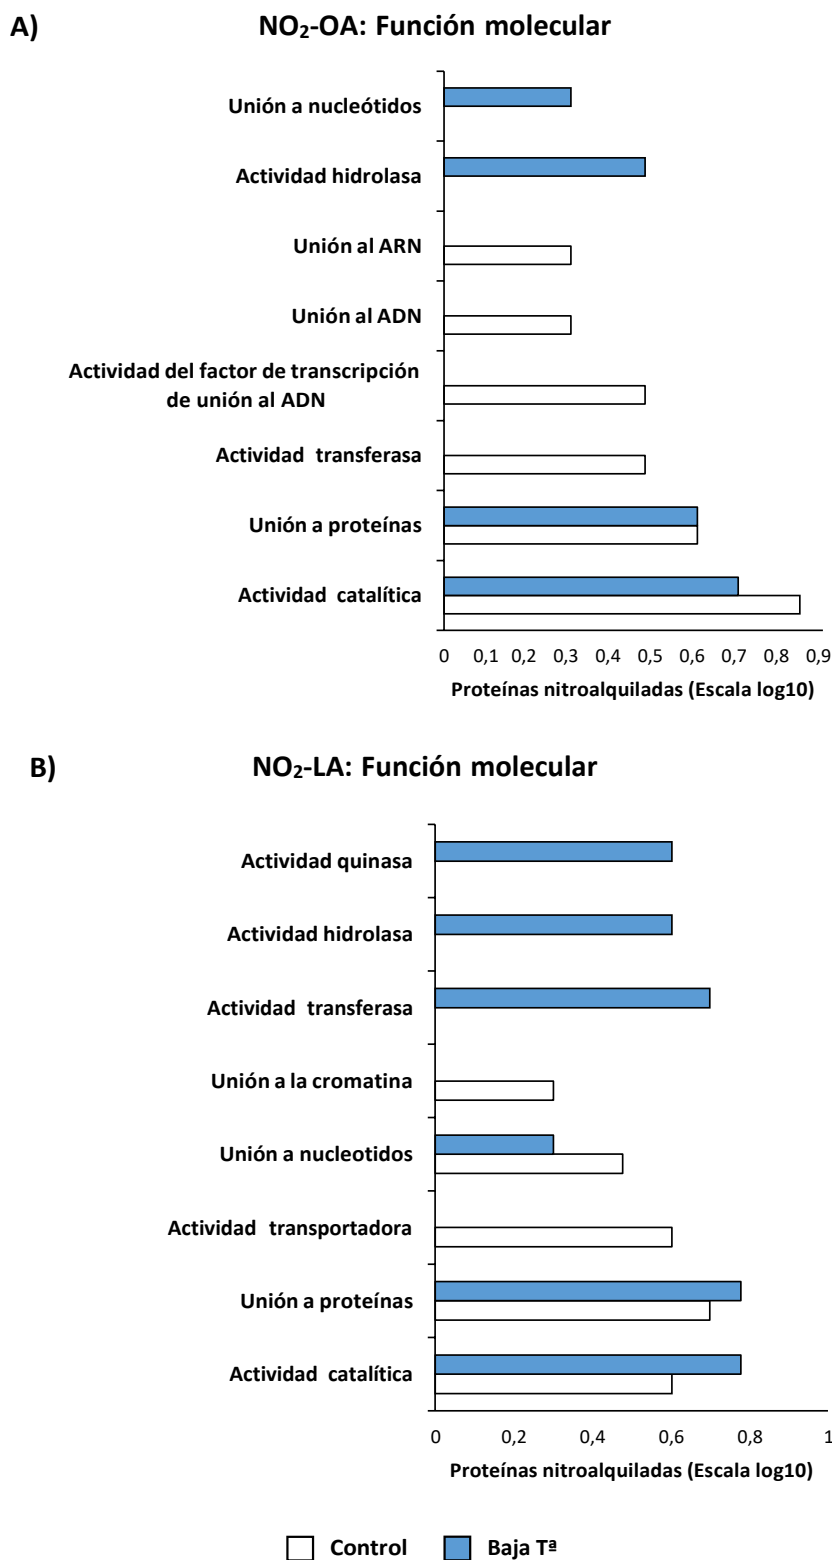 A)
NO₂-OA: Función molecular
Unión a nucleótidos
Actividad hidrolasa
Unión al ARN
Unión al ADN
Actividad del factor de transcripción
de unión al ADN
Actividad transferasa
Unión a proteínas
Actividad catalítica
0 0,1 0,2 0,3 0,4 0,5 0,6 0,7 0,8 0,9
Proteínas nitroalquiladas (Escala log10)
B)
NO₂-LA: Función molecular
Actividad quinasa
Actividad hidrolasa
Actividad transferasa
Unión a la cromatina
Unión a nucleotidos
Actividad transportadora
Unión a proteínas
Actividad catalítica
0 0,2 0,4 0,6 0,8 1
Proteínas nitroalquiladas (Escala log10)
Control Baja Tª